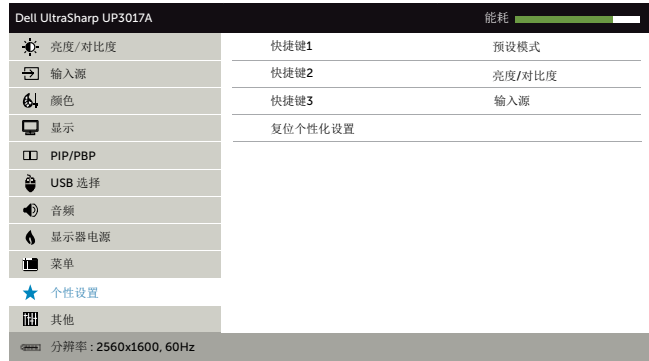 Dell UltraSharp UP3017A 能耗
亮度/对比度 快捷键1 预设模式
输入源 快捷键2 亮度/对比度
颜色 快捷键3 输入源
显示 复位个性化设置
PIP/PBP
USB 选择
音频
显示器电源
菜单
个性设置
其他
分辨率 : 2560x1600, 60Hz